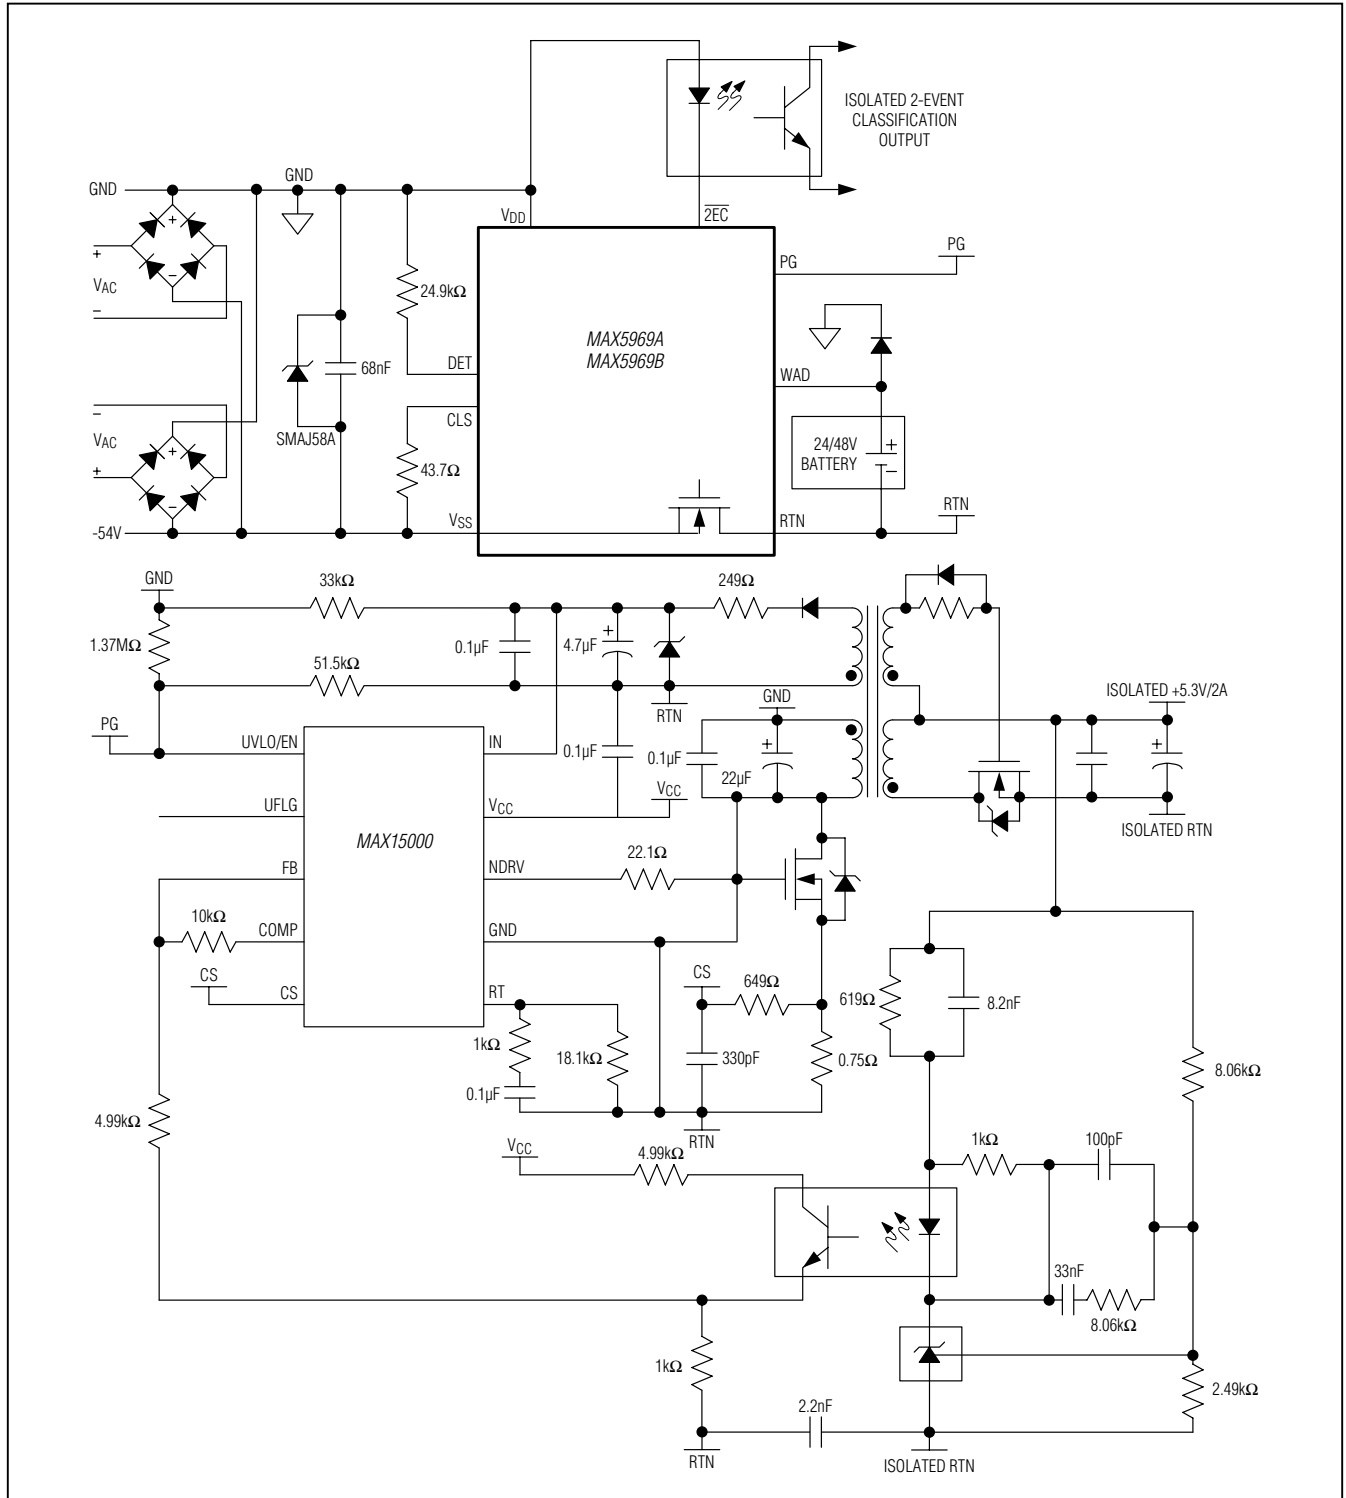 ISOLATED 2-EVENT
CLASSIFICATION
OUTPUT
GND
GND
VDD
2EC
PG
PG
+
VAC
−
−
24.9kΩ
MAX5969A
MAX5969B
DET
68nF
WAD
SMAJ58A
CLS
−
VAC
+
+
−
43.7Ω
24/48V
BATTERY
+
−
VSS
RTN
RTN
-54V
GND
33kΩ
249Ω
1.37MΩ
0.1µF
+
4.7µF
51.5kΩ
RTN
GND
ISOLATED +5.3V/2A
PG
UVLO/EN
IN
0.1µF
0.1µF
+
22µF
+
VCC
UFLG
VCC
ISOLATED RTN
MAX15000
FB
NDRV
22.1Ω
10kΩ
COMP
GND
CS
CS
RT
CS
649Ω
619Ω
8.2nF
1kΩ
18.1kΩ
330pF
0.75Ω
0.1µF
8.06kΩ
4.99kΩ
RTN
VCC
4.99kΩ
1kΩ
100pF
33nF
8.06kΩ
1kΩ
2.49kΩ
2.2nF
RTN
ISOLATED RTN